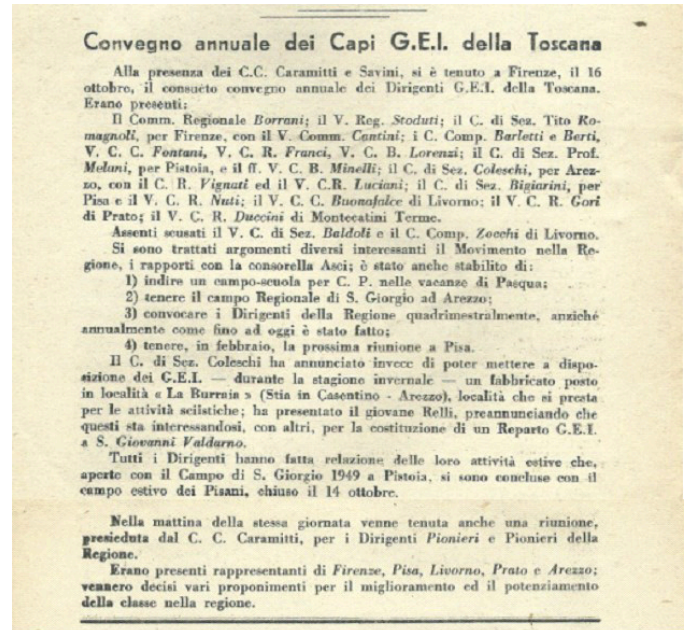 Convegno annuale dei Capi G.E.I. della Toscana
Alla presenza dei C.C. Caramitti e Savini, si è tenuto a Firenze, il 16
ottobre, il consueto convegno annuale dei Dirigenti G.E.I. della Toscana.
Erano presenti:
Il Comm. Regionale Borrani; il V. Reg. Stoduti; il C. di Sez. Tito Ro-
magnoli, per Firenze, con il V. Comm. Cantini; i C. Comp. Barletti e Berti,
V. C. C. Fontani, V. C. R. Franci, V. C. B. Lorenzi; il C. di Sez. Prof.
Melani, per Pistoia, e il ff. V. C. B. Minelli; il C. di Sez. Coleschi, per Arez-
zo, con il C. R. Vignati ed il V. C.R. Luciani; il C. di Sez. Bigiarini, per
Pisa e il V. C. R. Nuti; il V. C. C. Buonafalce di Livorno; il V. C. R. Gori
di Prato; il V. C. R. Duccini di Montecatini Terme.
Assenti scusati il V. C. di Sez. Baldoli e il C. Comp. Zocchi di Livorno.
Si sono trattati argomenti diversi interessanti il Movimento nella Re-
gione, i rapporti con la consorella Asci; è stato anche stabilito di:
1) indire un campo-scuola per C. P. nelle vacanze di Pasqua;
2) tenere il campo Regionale di S. Giorgio ad Arezzo;
3) convocare i Dirigenti della Regione quadrimestralmente, anziché
annualmente come fino ad oggi è stato fatto;
4) tenere, in febbraio, la prossima riunione a Pisa.
Il C. di Sez. Coleschi ha annunciato invece di poter mettere a dispo-
sizione dei G.E.I. — durante la stagione invernale — un fabbricato posto
in località « La Burraia » (Stia in Casentino - Arezzo), località che si presta
per le attività sciistiche; ha presentato il giovane Relli, preannunciando che
questi sta interessandosi, con altri, per la costituzione di un Reparto G.E.I.
a S. Giovanni Valdarno.
Tutti i Dirigenti hanno fatta relazione delle loro attività estive che,
aperte con il Campo di S. Giorgio 1949 a Pistoia, si sono concluse con il
campo estivo dei Pisani, chiuso il 14 ottobre.
Nella mattina della stessa giornata venne tenuta anche una riunione,
presieduta dal C. C. Caramitti, per i Dirigenti Pionieri e Pionieri della
Regione.
Erano presenti rappresentanti di Firenze, Pisa, Livorno, Prato e Arezzo;
vennero decisi vari proponimenti per il miglioramento ed il potenziamento
della classe nella regione.